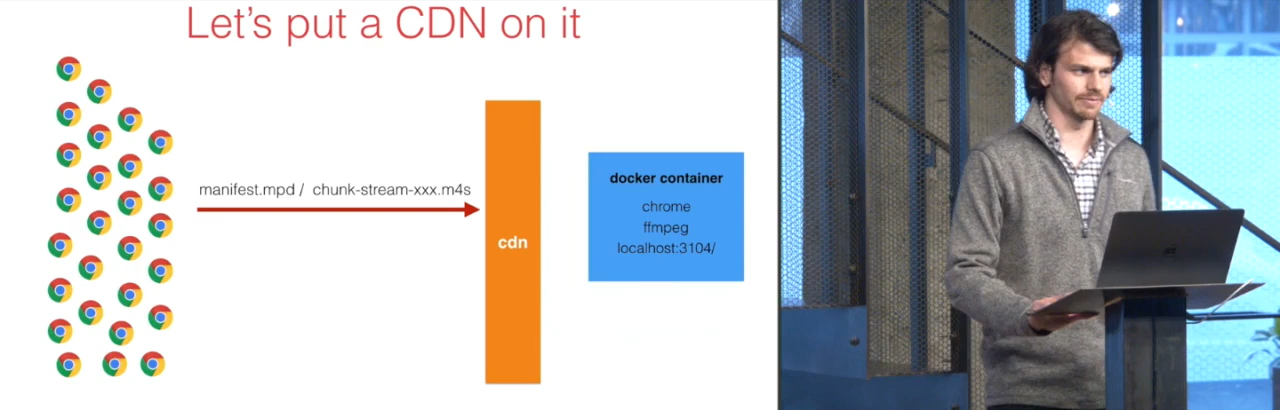 Let's put a CDN on it
manifest.mpd / chunk-stream-xxx.m4s
cdn
docker container
chrome
ffmpeg
localhost:3104/